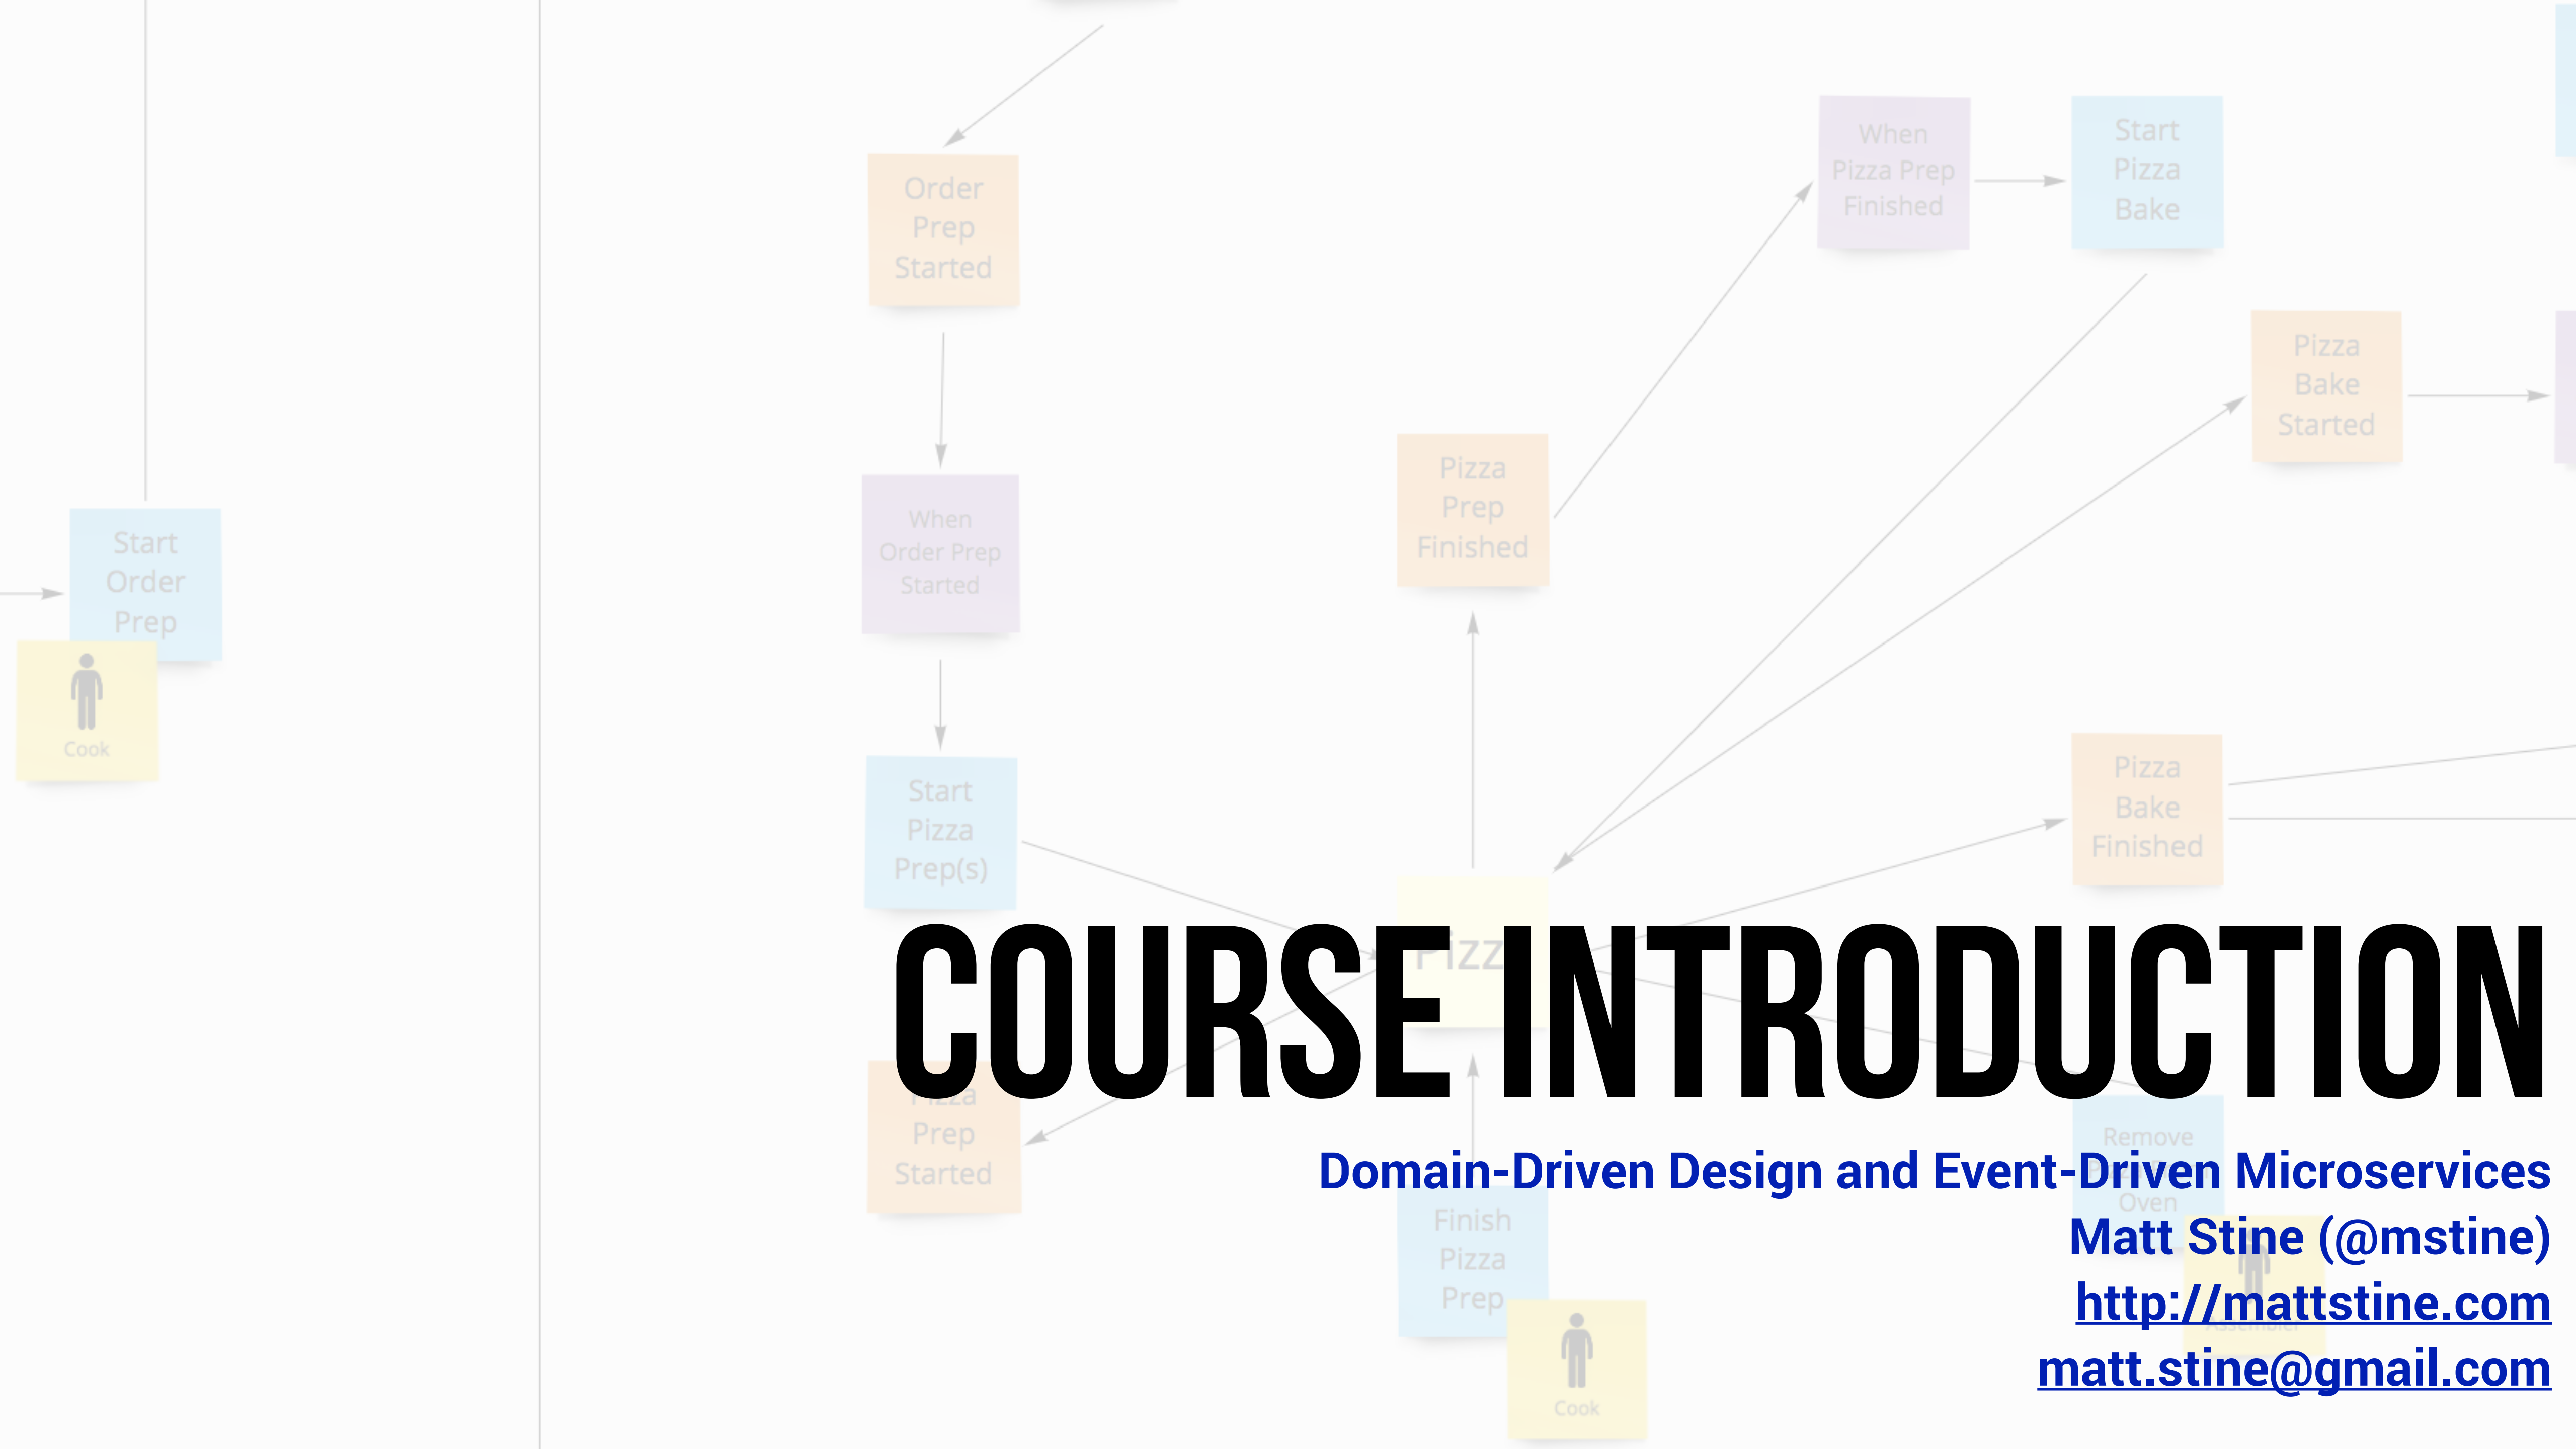 Order
Prep
Started
When
Pizza Prep
Finished
Start
Pizza
Bake
Pizza
Bake
Started
Pizza
Prep
Finished
When
Order Prep
Started
Start
Order
Prep
Cook
Start
Pizza
Prep(s)
Pizza
Bake
Finished
COURSE INTRODUCTION
Pizza
Prep
Started
Remove
Oven
Domain-Driven Design and Event-Driven Microservices
Matt Stine (@mstine)
http://mattstine.com
matt.stine@gmail.com
Finish
Pizza
Prep
Cook